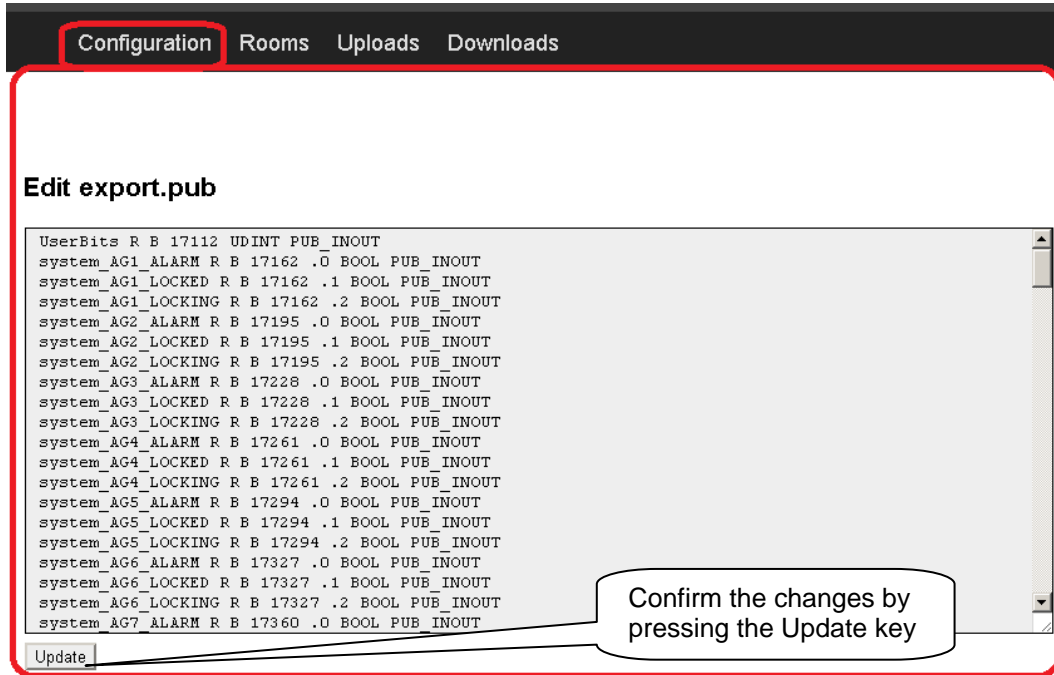 Configuration Rooms Uploads Downloads
Edit export.pub
UserBits R B 17112 UDINT PUB_INOUT
system_AG1_ALARM R B 17162 .0 BOOL PUB_INOUT
system_AG1_LOCKED R B 17162 .1 BOOL PUB_INOUT
system_AG1_LOCKING R B 17162 .2 BOOL PUB_INOUT
system_AG2_ALARM R B 17195 .0 BOOL PUB_INOUT
system_AG2_LOCKED R B 17195 .1 BOOL PUB_INOUT
system_AG2_LOCKING R B 17195 .2 BOOL PUB_INOUT
system_AG3_ALARM R B 17228 .0 BOOL PUB_INOUT
system_AG3_LOCKED R B 17228 .1 BOOL PUB_INOUT
system_AG3_LOCKING R B 17228 .2 BOOL PUB_INOUT
system_AG4_ALARM R B 17261 .0 BOOL PUB_INOUT
system_AG4_LOCKED R B 17261 .1 BOOL PUB_INOUT
system_AG4_LOCKING R B 17261 .2 BOOL PUB_INOUT
system_AG5_ALARM R B 17294 .0 BOOL PUB_INOUT
system_AG5_LOCKED R B 17294 .1 BOOL PUB_INOUT
system_AG5_LOCKING R B 17294 .2 BOOL PUB_INOUT
system_AG6_ALARM R B 17327 .0 BOOL PUB_INOUT
system_AG6_LOCKED R B 17327 .1 BOOL PUB_INOUT
system_AG6_LOCKING R B 17327 .2 BOOL PUB_INOUT
system_AG7_ALARM R B 17360 .0 BOOL PUB_INOUT
Confirm the changes by
pressing the Update key
Update